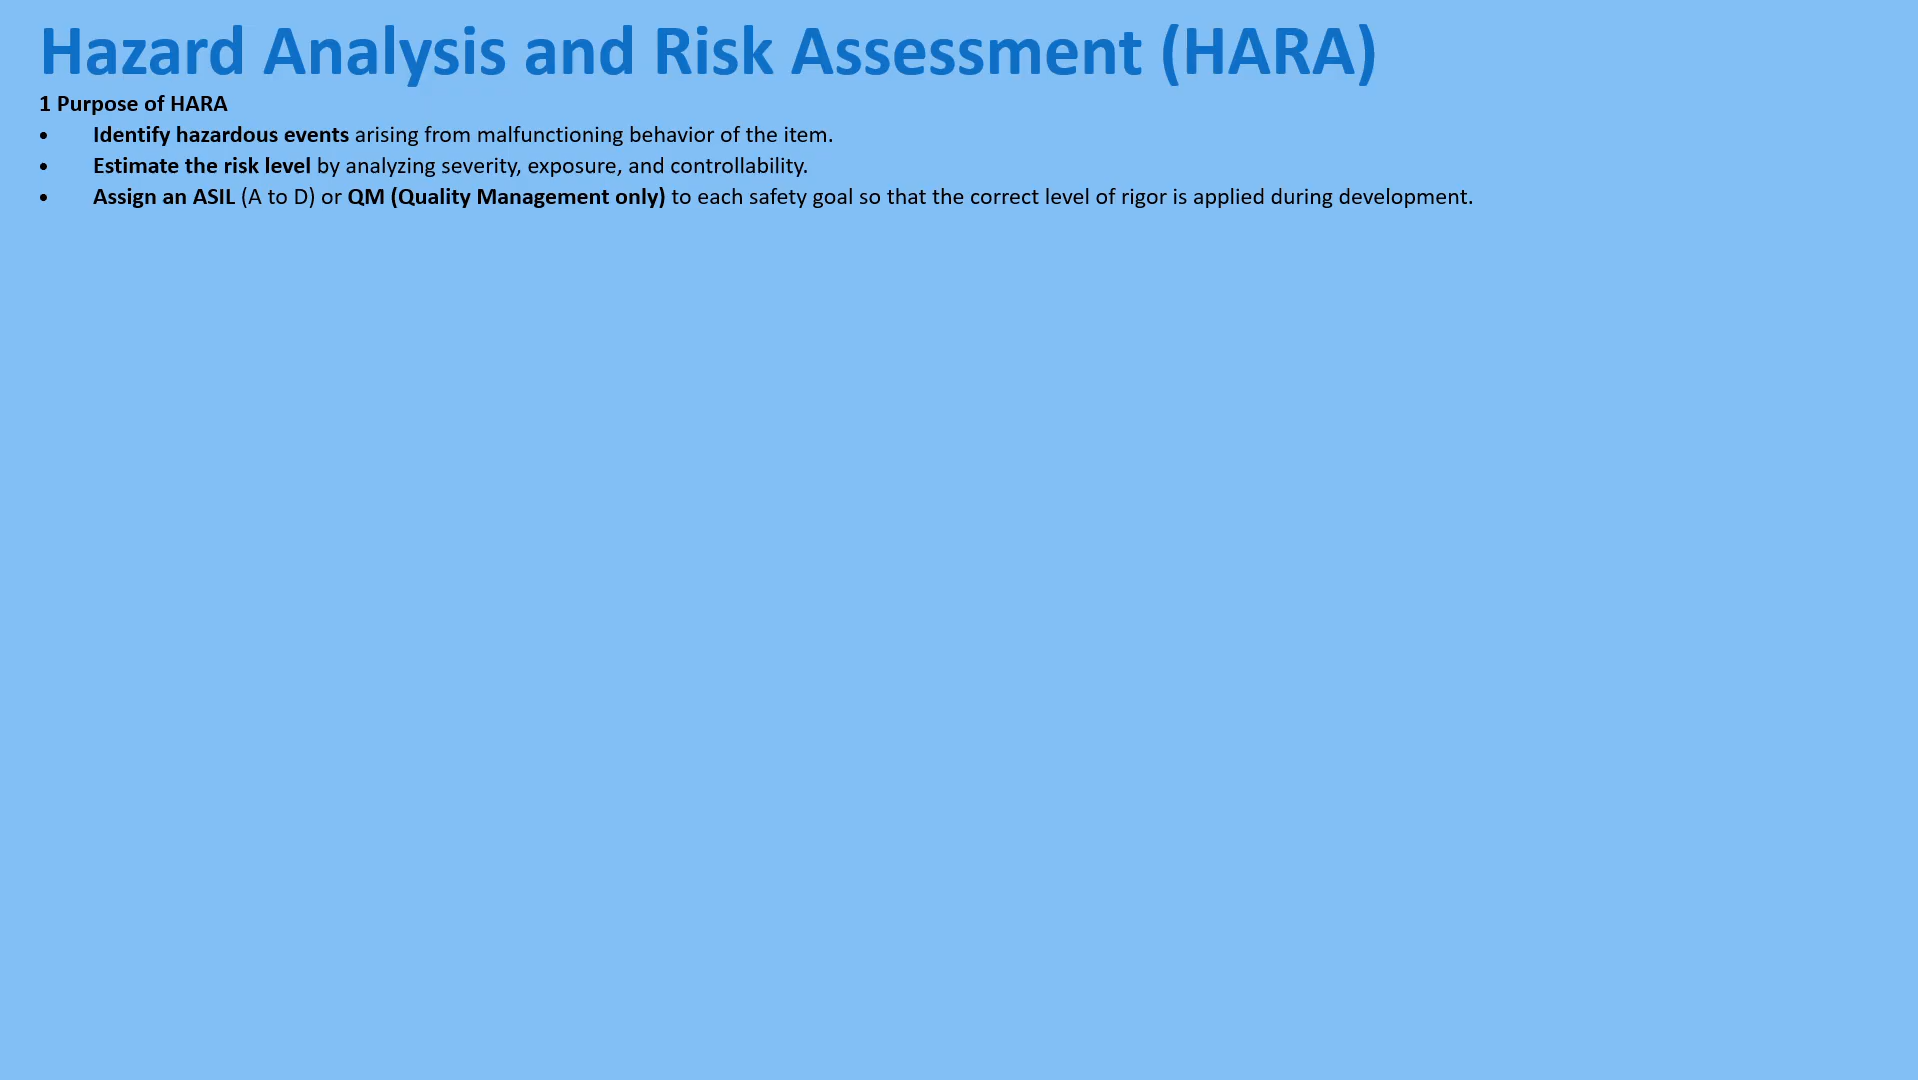 Hazard Analysis and Risk Assessment (HARA)
1 Purpose of HARA
• Identify hazardous events arising from malfunctioning behavior of the item.
• Estimate the risk level by analyzing severity, exposure, and controllability.
• Assign an ASIL (A to D) or QM (Quality Management only) to each safety goal so that the correct level of rigor is applied during development.